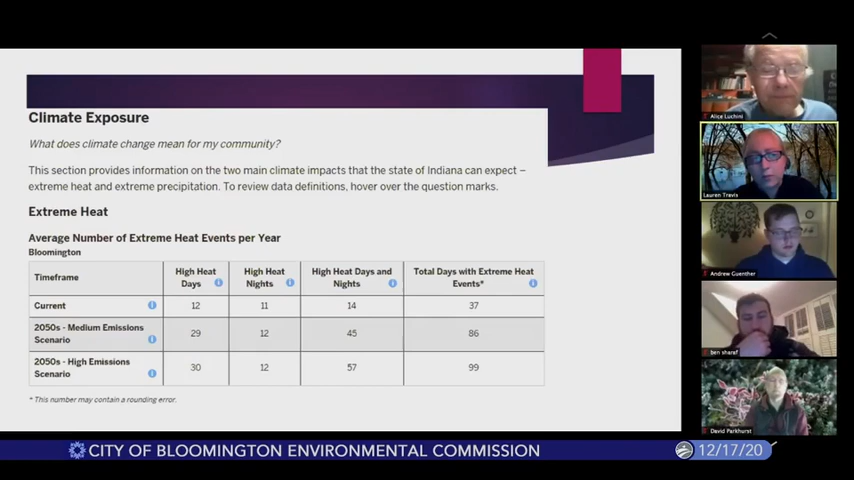 Climate Exposure
What does climate change mean for my community?
This section provides information on the two main climate impacts that the state of Indiana can expect –
extreme heat and extreme precipitation. To review data definitions, hover over the question marks.
Extreme Heat
Average Number of Extreme Heat Events per Year
Bloomington
Timeframe
High Heat
Days
High Heat
Nights
High Heat Days and
Nights
Total Days with Extreme Heat
Events*
Current 12 11 14 37
2050s - Medium Emissions
Scenario 29 12 45 86
2050s - High Emissions
Scenario 30 12 57 99
* This number may contain a rounding error.
Alice Luchini
Lauren Travis
Andrew Guenther
ben sharaf
David Parkhurst
CITY OF BLOOMINGTON ENVIRONMENTAL COMMISSION
12/17/20